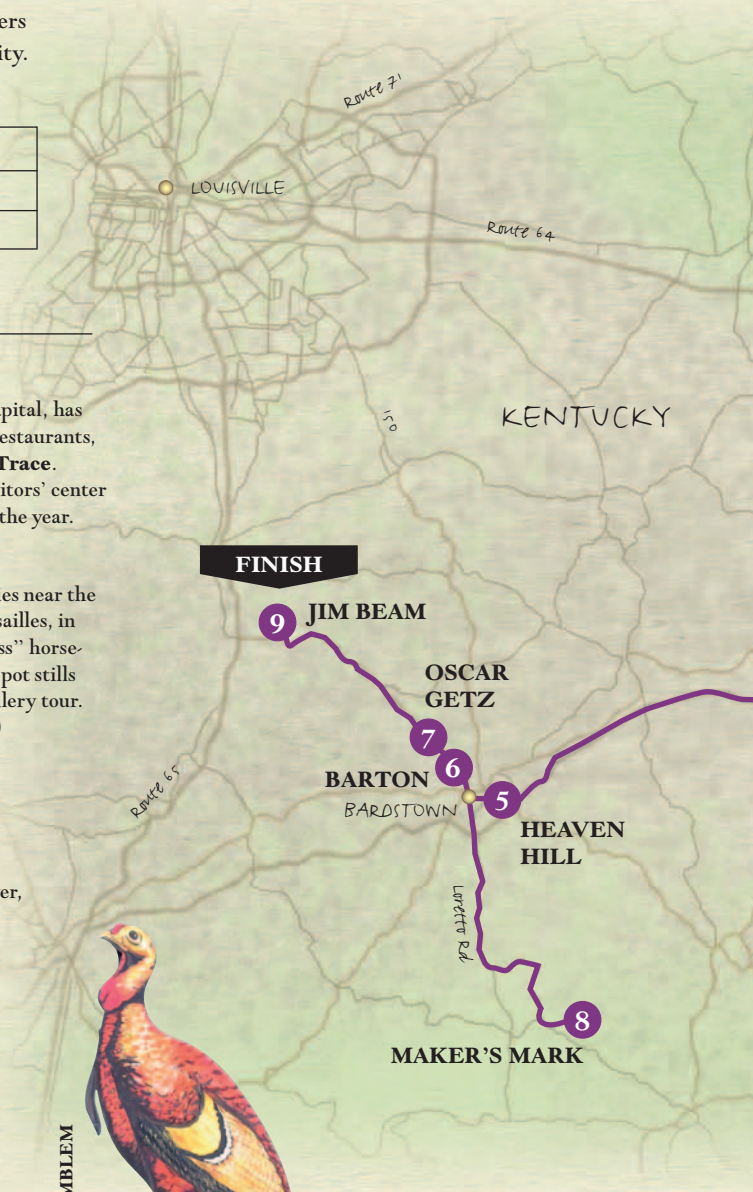 ers
ity.
Route 71
LOUISVILLE
Route 64
apital, has
estaurants,
Trace.
itors’ center
the year.
150
KENTUCKY
FINISH
es near the
sailles, in
ss” horse-
pot stills
llery tour.
)
9 JIM BEAM
OSCAR
GETZ
7
6
BARTON
BARDSTOWN
5
HEAVEN
HILL
Route 65
er,
Loretto Rd
8
MAKER’S MARK
MBLEM